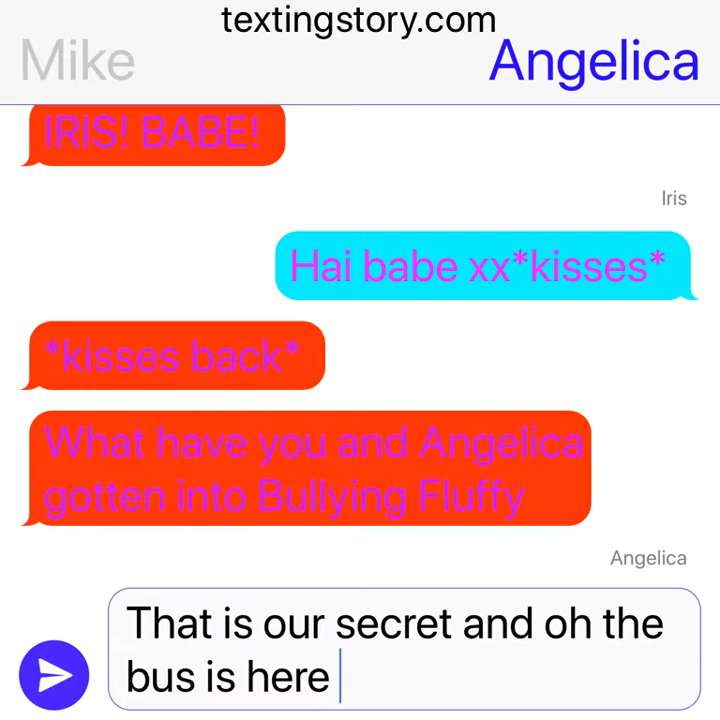 textingstory.com
Mike
Angelica
IRIS! BABE!
Iris
Hai babe xx*kisses*
*kisses back*
What have you and Angelica
gotten into Bullying Fluffy
Angelica
That is our secret and oh the
bus is here